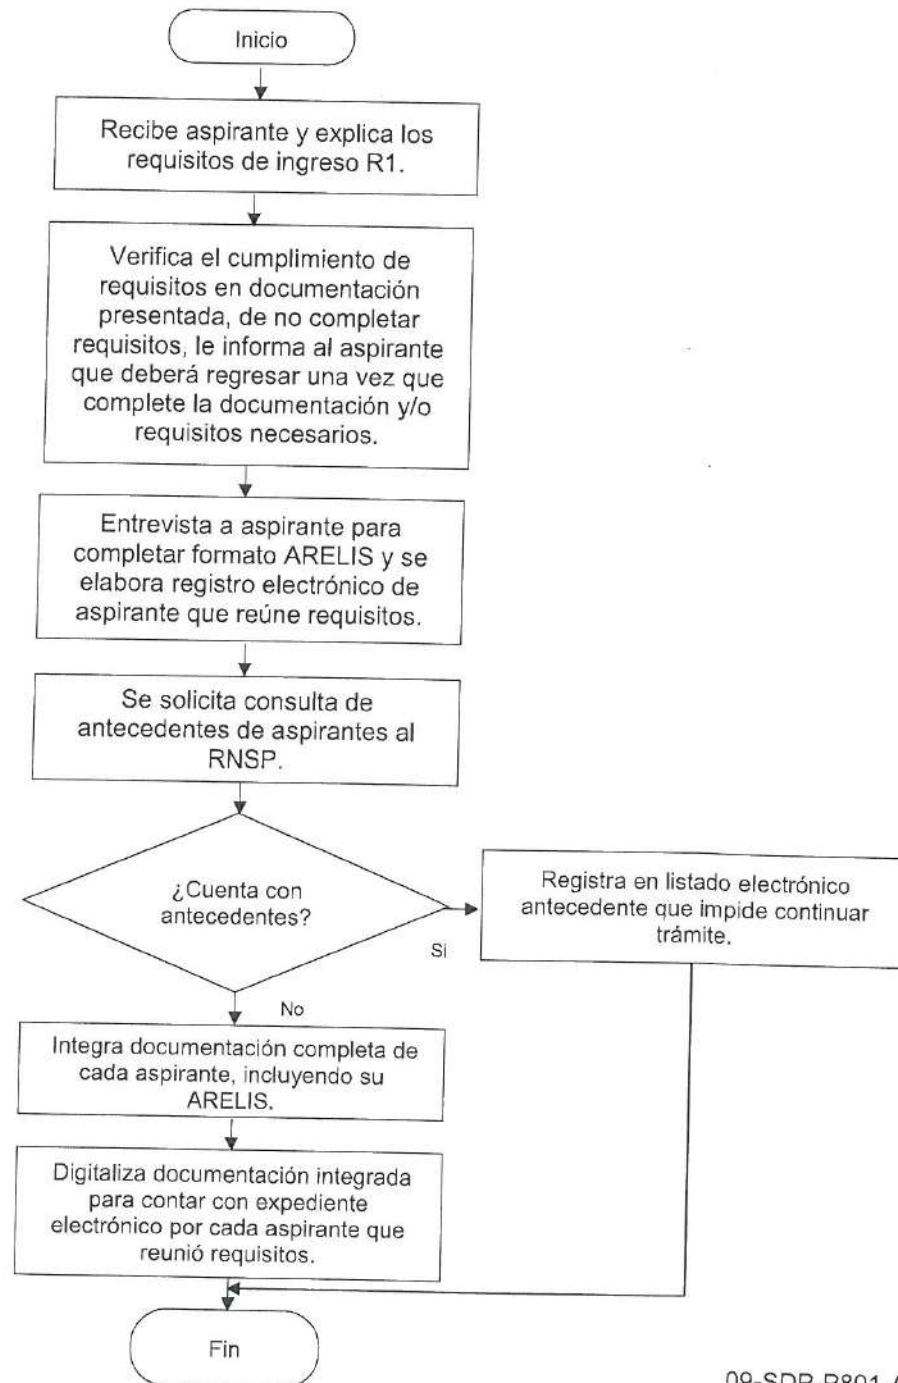 Inicio
Recibe aspirante y explica los
requisitos de ingreso R1.
Verifica el cumplimiento de
requisitos en documentación
presentada, de no completar
requisitos, le informa al aspirante
que deberá regresar una vez que
complete la documentación y/o
requisitos necesarios.
Entrevista a aspirante para
completar formato ARELIS y se
elabora registro electrónico de
aspirante que reúne requisitos.
Se solicita consulta de
antecedentes de aspirantes al
RNSP.
¿Cuenta con
antecedentes?
Si
Registra en listado electrónico
antecedente que impide continuar
trámite.
No
Integra documentación completa de
cada aspirante, incluyendo su
ARELIS.
Digitaliza documentación integrada
para contar con expediente
electrónico por cada aspirante que
reunió requisitos.
Fin